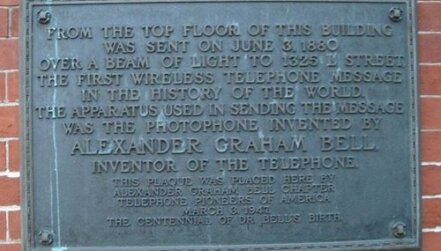 FROM THE TOP FLOOR OF THIS BUILDING
WAS SENT ON JUNE 3, 1880
OVER A BEAM OF LIGHT TO 1325 L STREET
THE FIRST WIRELESS TELEPHONE MESSAGE
IN THE HISTORY OF THE WORLD.
THE APPARATUS USED IN SENDING THE MESSAGE
WAS THE PHOTOPHONE INVENTED BY
ALEXANDER GRAHAM BELL
INVENTOR OF THE TELEPHONE.
THIS PLAQUE WAS PLACED HERE BY
ALEXANDER GRAHAM BELL CHAPTER
TELEPHONE PIONEERS OF AMERICA
MARCH 3, 1947
THE CENTENNIAL OF DR. BELL'S BIRTH